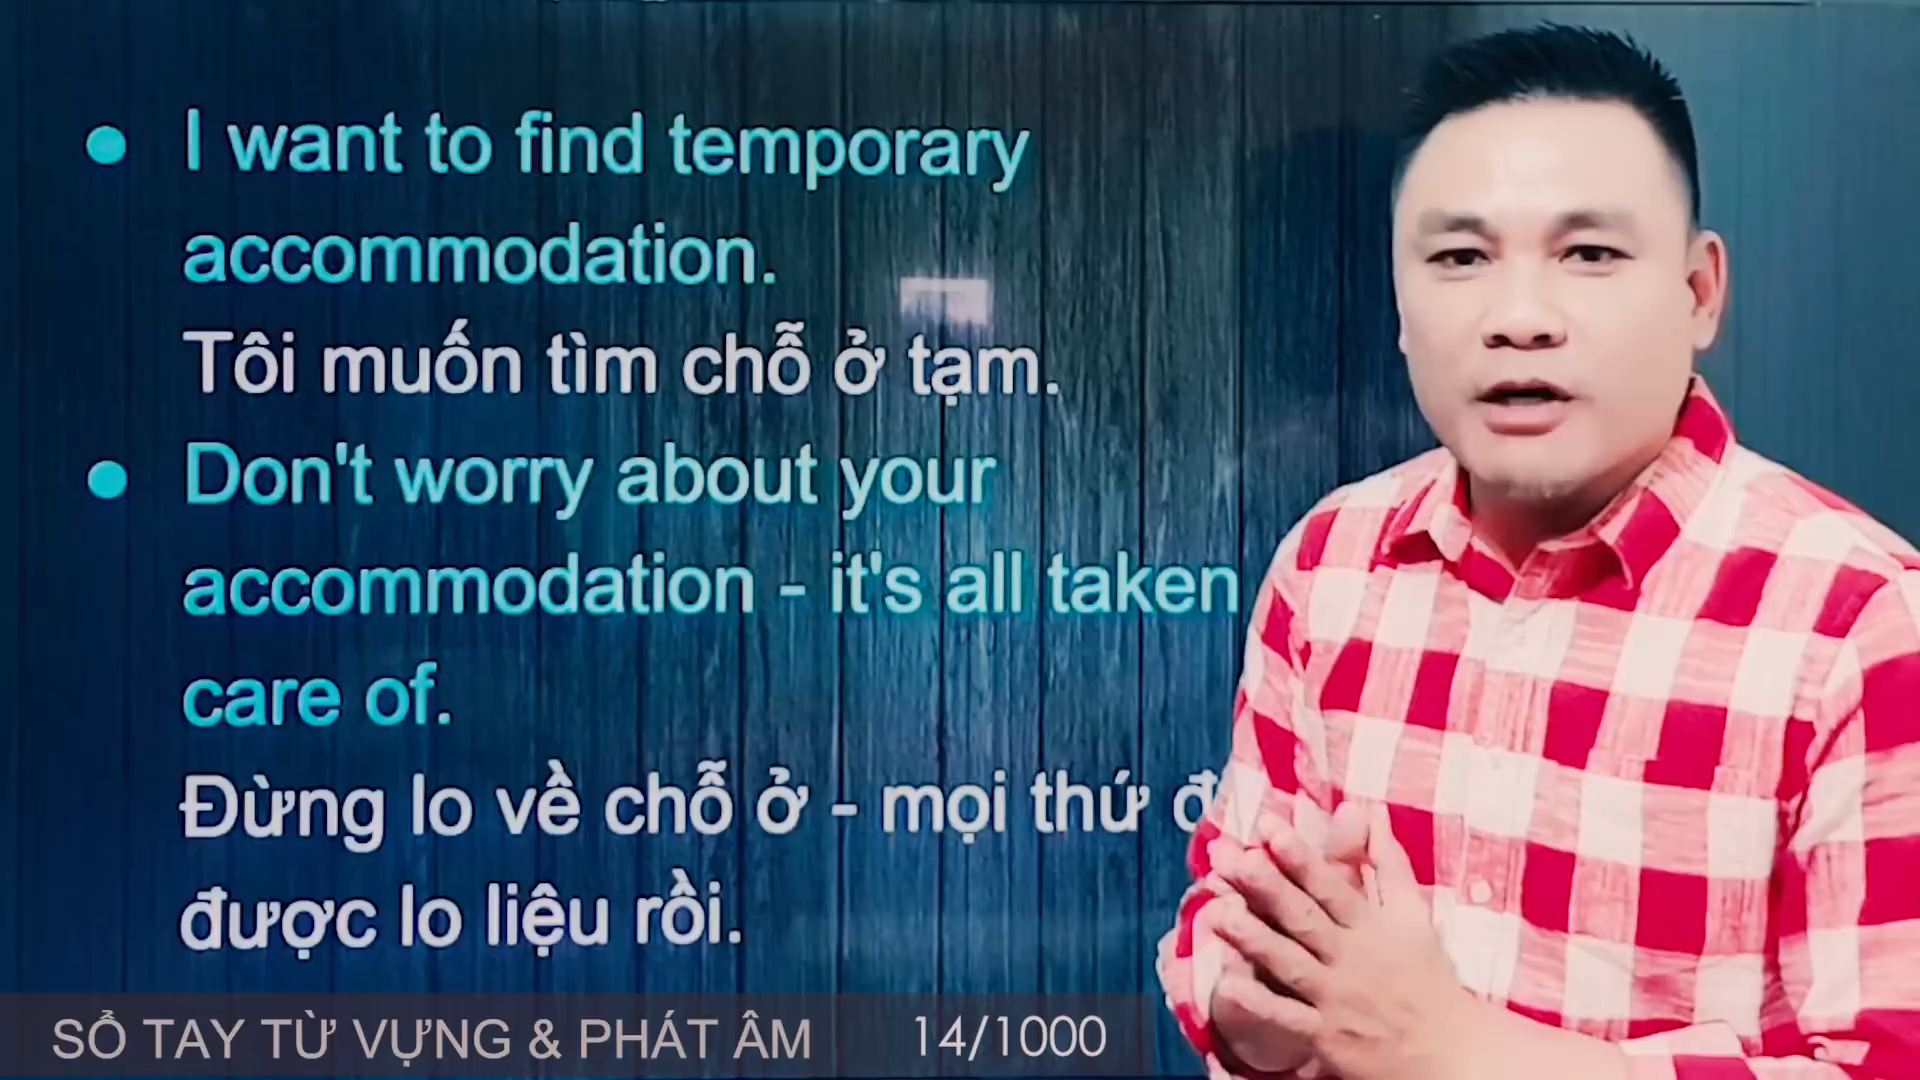 I want to find temporary
accommodation.
Tôi muốn tìm chỗ ở tạm.
Don't worry about your
accommodation - it's all taken
care of.
Đừng lo về chỗ ở - mọi thứ
được lo liệu rồi.
SỔ TAY TỪ VỰNG & PHÁT ÂM 14/1000